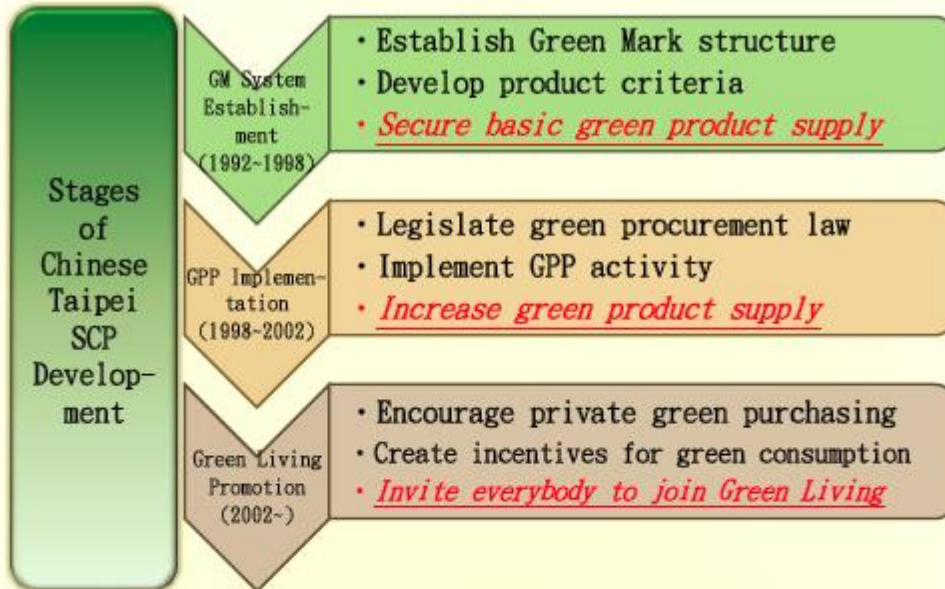 Stages
of
Chinese
Taipei
SCP
Develop-
ment
GM System
Establish-
ment
(1992~1998)
・Establish Green Mark structure
・Develop product criteria
・Secure basic green product supply
GPP Implemen-
tation
(1998~2002)
・Legislate green procurement law
・Implement GPP activity
・Increase green product supply
Green Living
Promotion
(2002~)
・Encourage private green purchasing
・Create incentives for green consumption
・Invite everybody to join Green Living